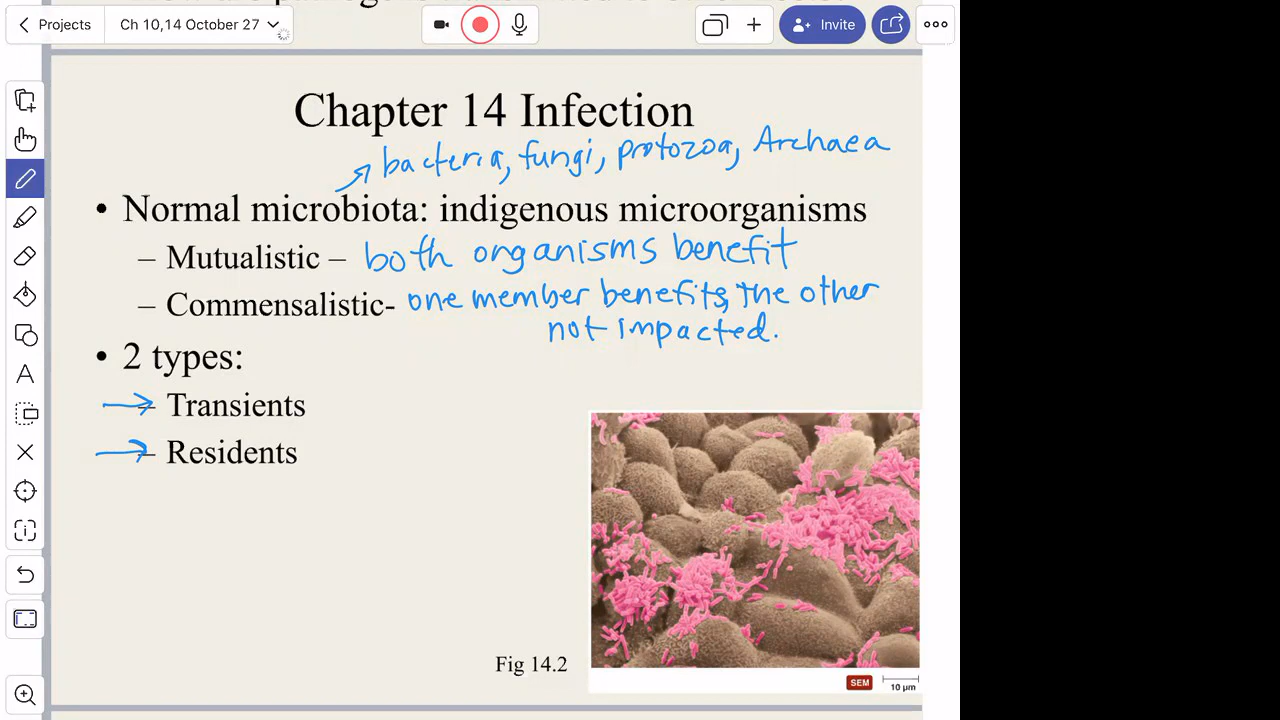 Projects
Ch 10,14 October 27
Invite
Chapter 14 Infection
bacteria, fungi, protozoa, Archaea
• Normal microbiota: indigenous microorganisms
– Mutualistic – both organisms benefit
– Commensalistic- one member benefits, the other
not impacted.
• 2 types:
– Transients
– Residents
Fig 14.2
SEM
10 µm